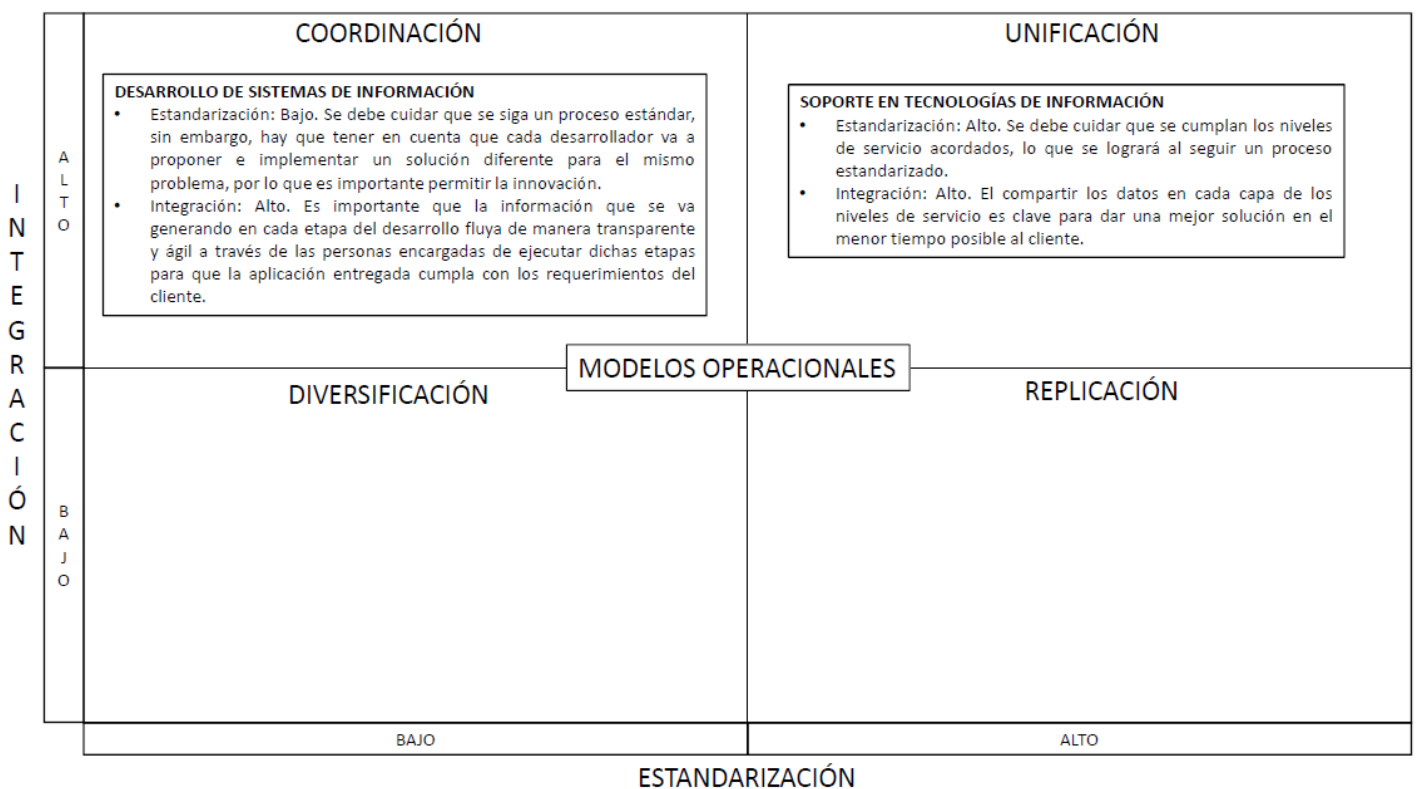 COORDINACIÓN
UNIFICACIÓN
DESARROLLO DE SISTEMAS DE INFORMACIÓN
• Estandarización: Bajo. Se debe cuidar que se siga un proceso estándar,
sin embargo, hay que tener en cuenta que cada desarrollador va a
proponer e implementar un solución diferente para el mismo
problema, por lo que es importante permitir la innovación.
• Integración: Alto. Es importante que la información que se va
generando en cada etapa del desarrollo fluya de manera transparente
y ágil a través de las personas encargadas de ejecutar dichas etapas
para que la aplicación entregada cumpla con los requerimientos del
cliente.
SOPORTE EN TECNOLOGÍAS DE INFORMACIÓN
• Estandarización: Alto. Se debe cuidar que se cumplan los niveles
de servicio acordados, lo que se logrará al seguir un proceso
estandarizado.
• Integración: Alto. El compartir los datos en cada capa de los
niveles de servicio es clave para dar una mejor solución en el
menor tiempo posible al cliente.
INTEGRACIÓN
ALTO
MODELOS OPERACIONALES
DIVERSIFICACIÓN
REPLICACIÓN
BAJO
BAJO
ALTO
ESTANDARIZACIÓN